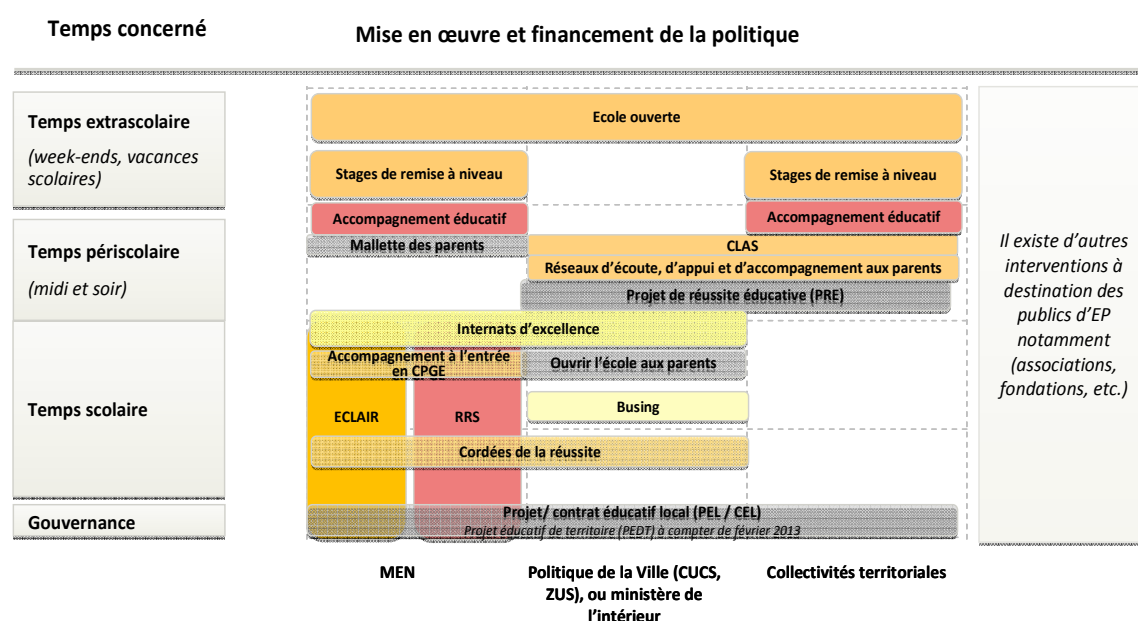 Temps concerné
Mise en œuvre et financement de la politique
Temps extrascolaire
(week-ends, vacances
scolaires)
Ecole ouverte
Stages de remise à niveau
Stages de remise à niveau
Accompagnement éducatif
Accompagnement éducatif
Temps périscolaire
(midi et soir)
Mallette des parents
CLAS
Réseaux d'écoute, d'appui et d'accompagnement aux parents
Projet de réussite éducative (PRE)
Temps scolaire
Internats d'excellence
Accompagnement à l'entrée
en CPGE
Ouvrir l'école aux parents
ECLAIR
RRS
Busing
Cordées de la réussite
Gouvernance
Projet/ contrat éducatif local (PEL / CEL)
Projet éducatif de territoire (PEDT) à compter de février 2013
Il existe d'autres
interventions à
destination des
publics d'EP
notamment
(associations,
fondations, etc.)
MEN
Politique de la Ville (CUCS,
ZUS), ou ministère de
l'intérieur
Collectivités territoriales